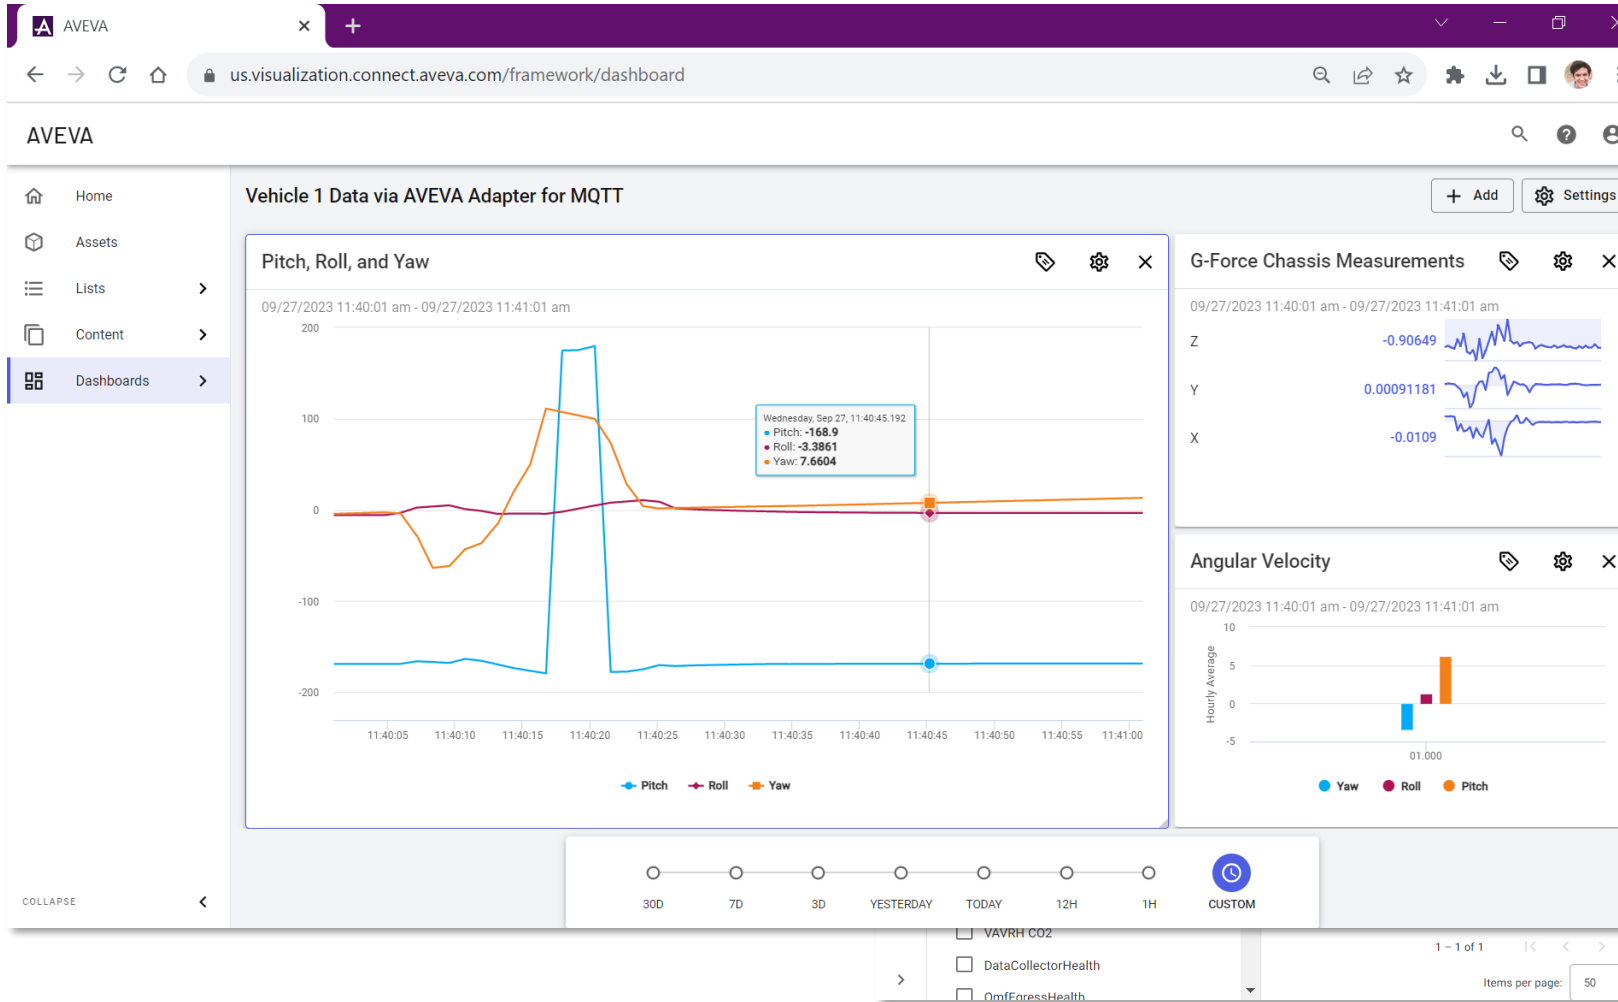 AVEVA
us.visualization.connect.aveva.com/framework/dashboard
AVEVA
Home
Assets
Lists
Content
Dashboards
COLLAPSE
Vehicle 1 Data via AVEVA Adapter for MQTT
Add
Settings
Pitch, Roll, and Yaw
09/27/2023 11:40:01 am - 09/27/2023 11:41:01 am
200
100
0
-100
-200
Wednesday, Sep 27, 11:40:45.192
Pitch: -168.9
Roll: -3.3861
Yaw: 7.6604
11:40:05 11:40:10 11:40:15 11:40:20 11:40:25 11:40:30 11:40:35 11:40:40 11:40:45 11:40:50 11:40:55 11:41:00
Pitch Roll Yaw
G-Force Chassis Measurements
09/27/2023 11:40:01 am - 09/27/2023 11:41:01 am
Z -0.90649
Y 0.00091181
X -0.0109
Angular Velocity
09/27/2023 11:40:01 am - 09/27/2023 11:41:01 am
Hourly Average
10
5
0
-5
01.000
Yaw Roll Pitch
30D 7D 3D YESTERDAY TODAY 12H 1H CUSTOM
VAVRH CO2
DataCollectorHealth
OmfEgressHealth
1 – 1 of 1
Items per page: 50